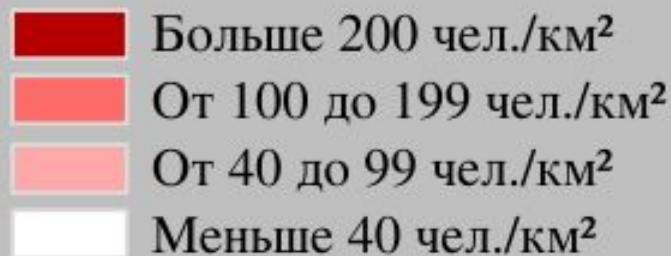 Больше 200 чел./км²
От 100 до 199 чел./км²
От 40 до 99 чел./км²
Меньше 40 чел./км²